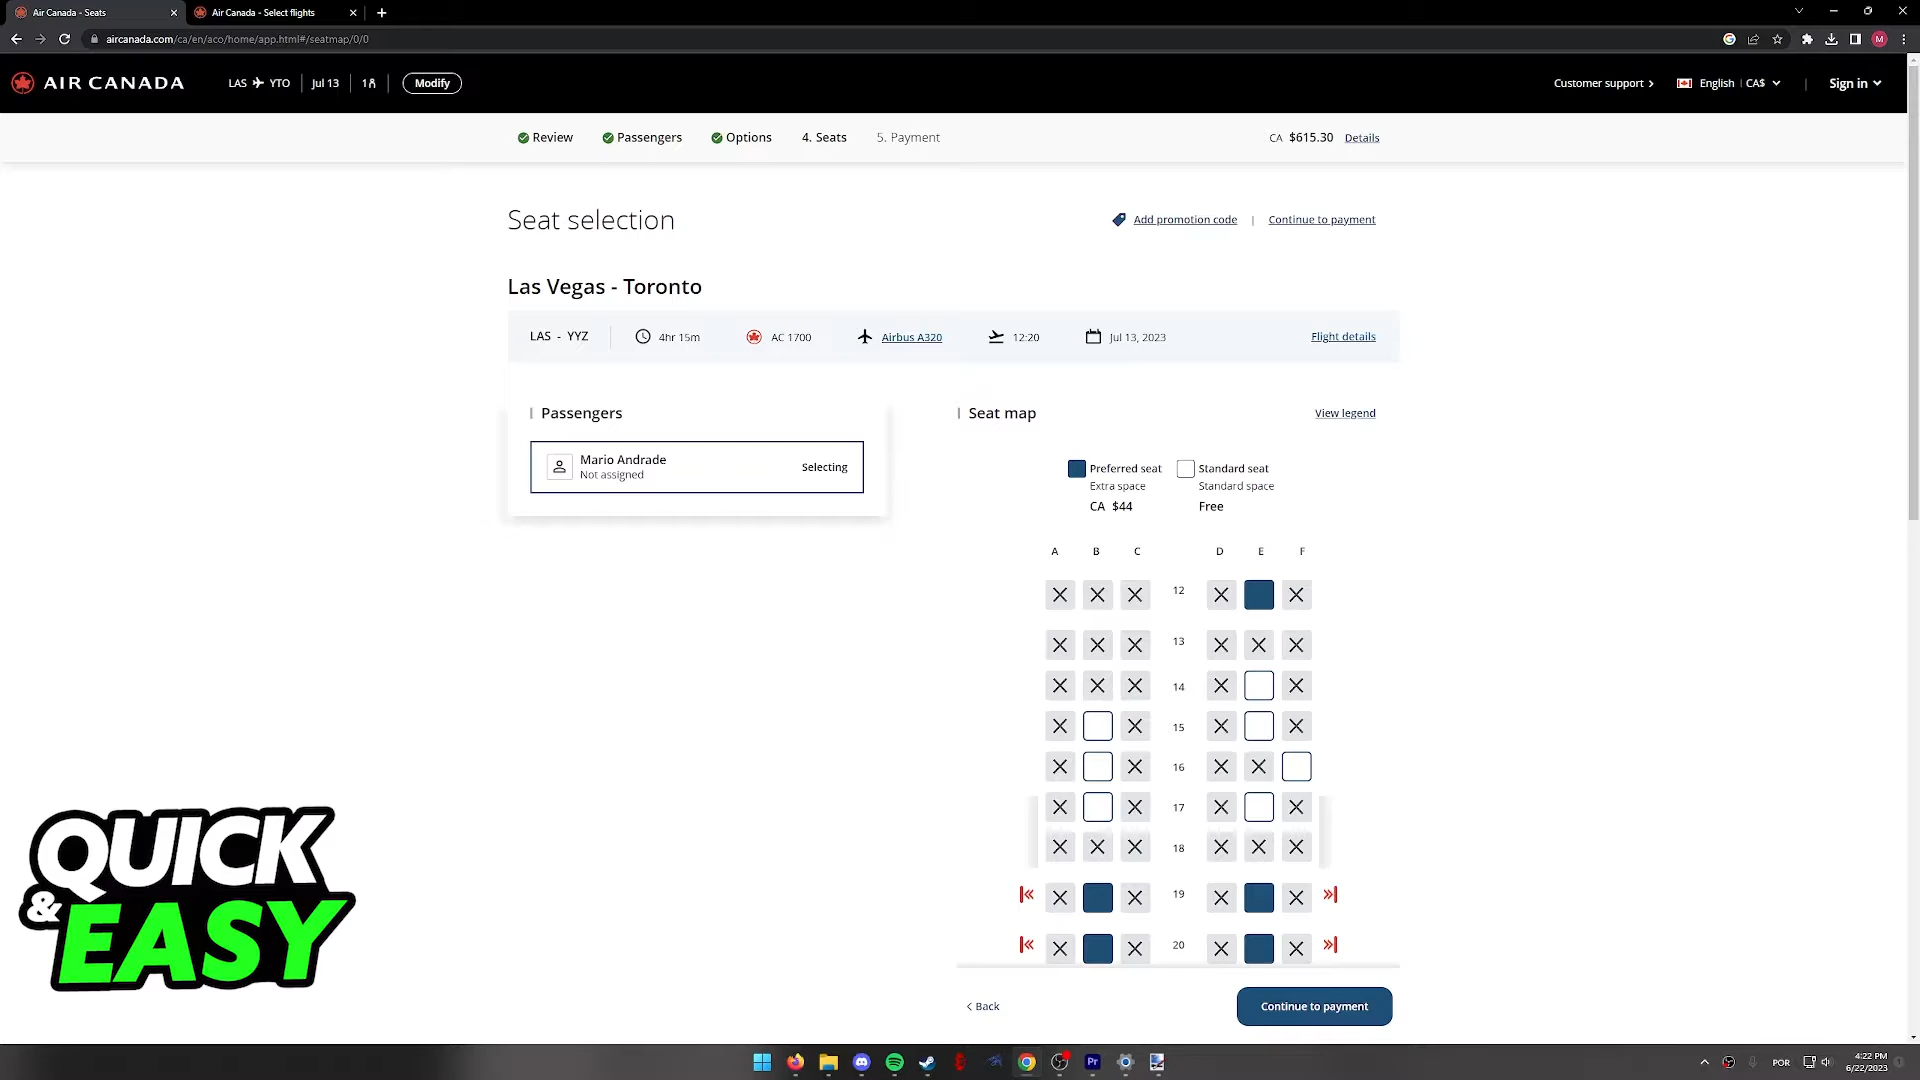 Air Canada - Seats
Air Canada - Select flights
aircanada.com/ca/en/aco/home/app.html#/seatmap/0/0
M
AIR CANADA
LAS YTO
Jul 13
1
Modify
Customer support
English | CA$
Sign in
Review
Passengers
Options
4. Seats
5. Payment
CA $615.30
Details
Seat selection
Add promotion code
|
Continue to payment
Las Vegas - Toronto
LAS - YYZ
4hr 15m
AC 1700
Airbus A320
12:20
Jul 13, 2023
Flight details
Passengers
Mario Andrade
Not assigned
Selecting
Seat map
View legend
Preferred seat
Extra space
CA $44
Standard seat
Standard space
Free
A B C D E F
12
13
14
15
16
17
18
19
20
< Back
Continue to payment
QUICK
& EASY
Pr
POR
4:22 PM
6/22/2023